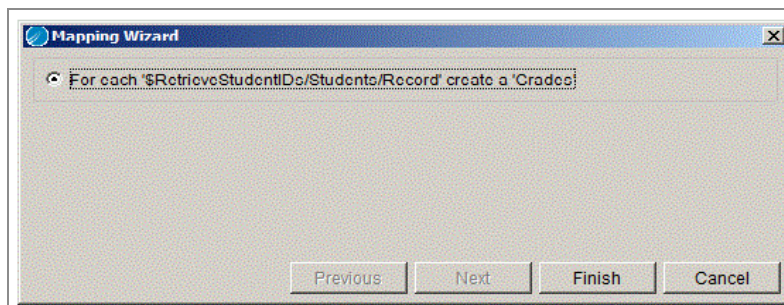 Mapping Wizard
For each '$RetrieveStudentIDs/Students/Record' create a 'Grades'
Previous Next Finish Cancel